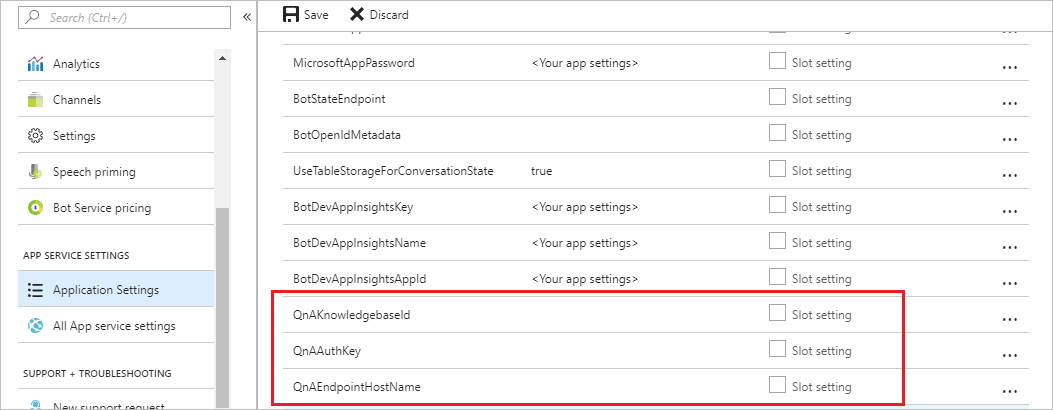 Search (Ctrl+/)
«
Analytics
Channels
Settings
Speech priming
Bot Service pricing
APP SERVICE SETTINGS
Application Settings
All App service settings
SUPPORT + TROUBLESHOOTING
New support request
Save Discard
MicrosoftAppPassword <Your app settings> Slot setting ...
BotStateEndpoint Slot setting ...
BotOpenIdMetadata Slot setting ...
UseTableStorageForConversationState true Slot setting ...
BotDevAppInsightsKey <Your app settings> Slot setting ...
BotDevAppInsightsName <Your app settings> Slot setting ...
BotDevAppInsightsAppId <Your app settings> Slot setting ...
QnAKnowledgebaseId Slot setting ...
QnAAuthKey Slot setting ...
QnAEndpointHostName Slot setting ...